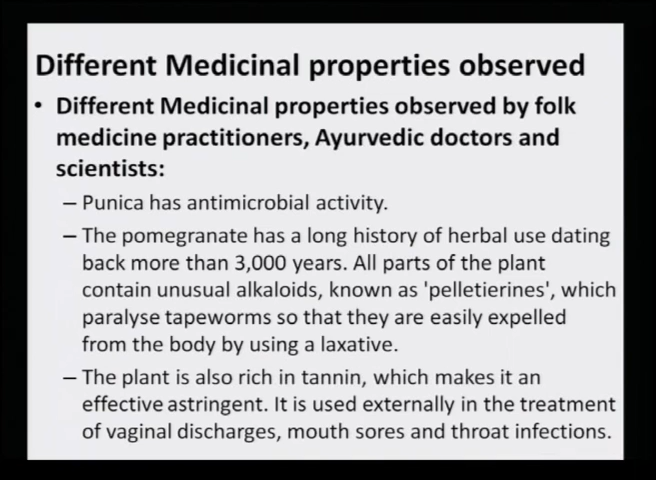 Different Medicinal properties observed
• Different Medicinal properties observed by folk
medicine practitioners, Ayurvedic doctors and
scientists:
– Punica has antimicrobial activity.
– The pomegranate has a long history of herbal use dating
back more than 3,000 years. All parts of the plant
contain unusual alkaloids, known as 'pelletierines', which
paralyse tapeworms so that they are easily expelled
from the body by using a laxative.
– The plant is also rich in tannin, which makes it an
effective astringent. It is used externally in the treatment
of vaginal discharges, mouth sores and throat infections.